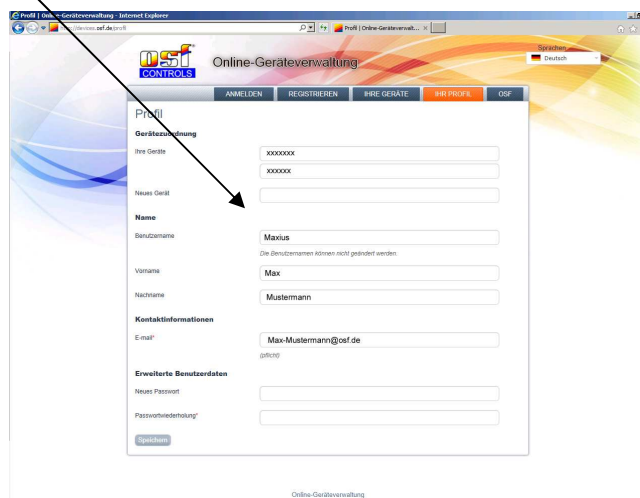 Profil | Online-Geräteverwaltung - Internet Explorer
http://devices.osf.de/profil
Profil | Online-Geräteverwalt...
osf
CONTROLS
Online-Geräteverwaltung
Sprachen
Deutsch
ANMELDEN REGISTRIEREN IHRE GERÄTE IHR PROFIL OSF
Profil
Gerätezuordnung
Ihre Geräte xxxxxxx
xxxxxx
Neues Gerät
Name
Benutzername Maxius
Die Benutzernamen können nicht geändert werden.
Vorname Max
Nachname Mustermann
Kontaktinformationen
E-mail* Max-Mustermann@osf.de
(pflicht)
Erweiterte Benutzerdaten
Neues Passwort
Passwortwiederholung*
Speichern
Online-Geräteverwaltung